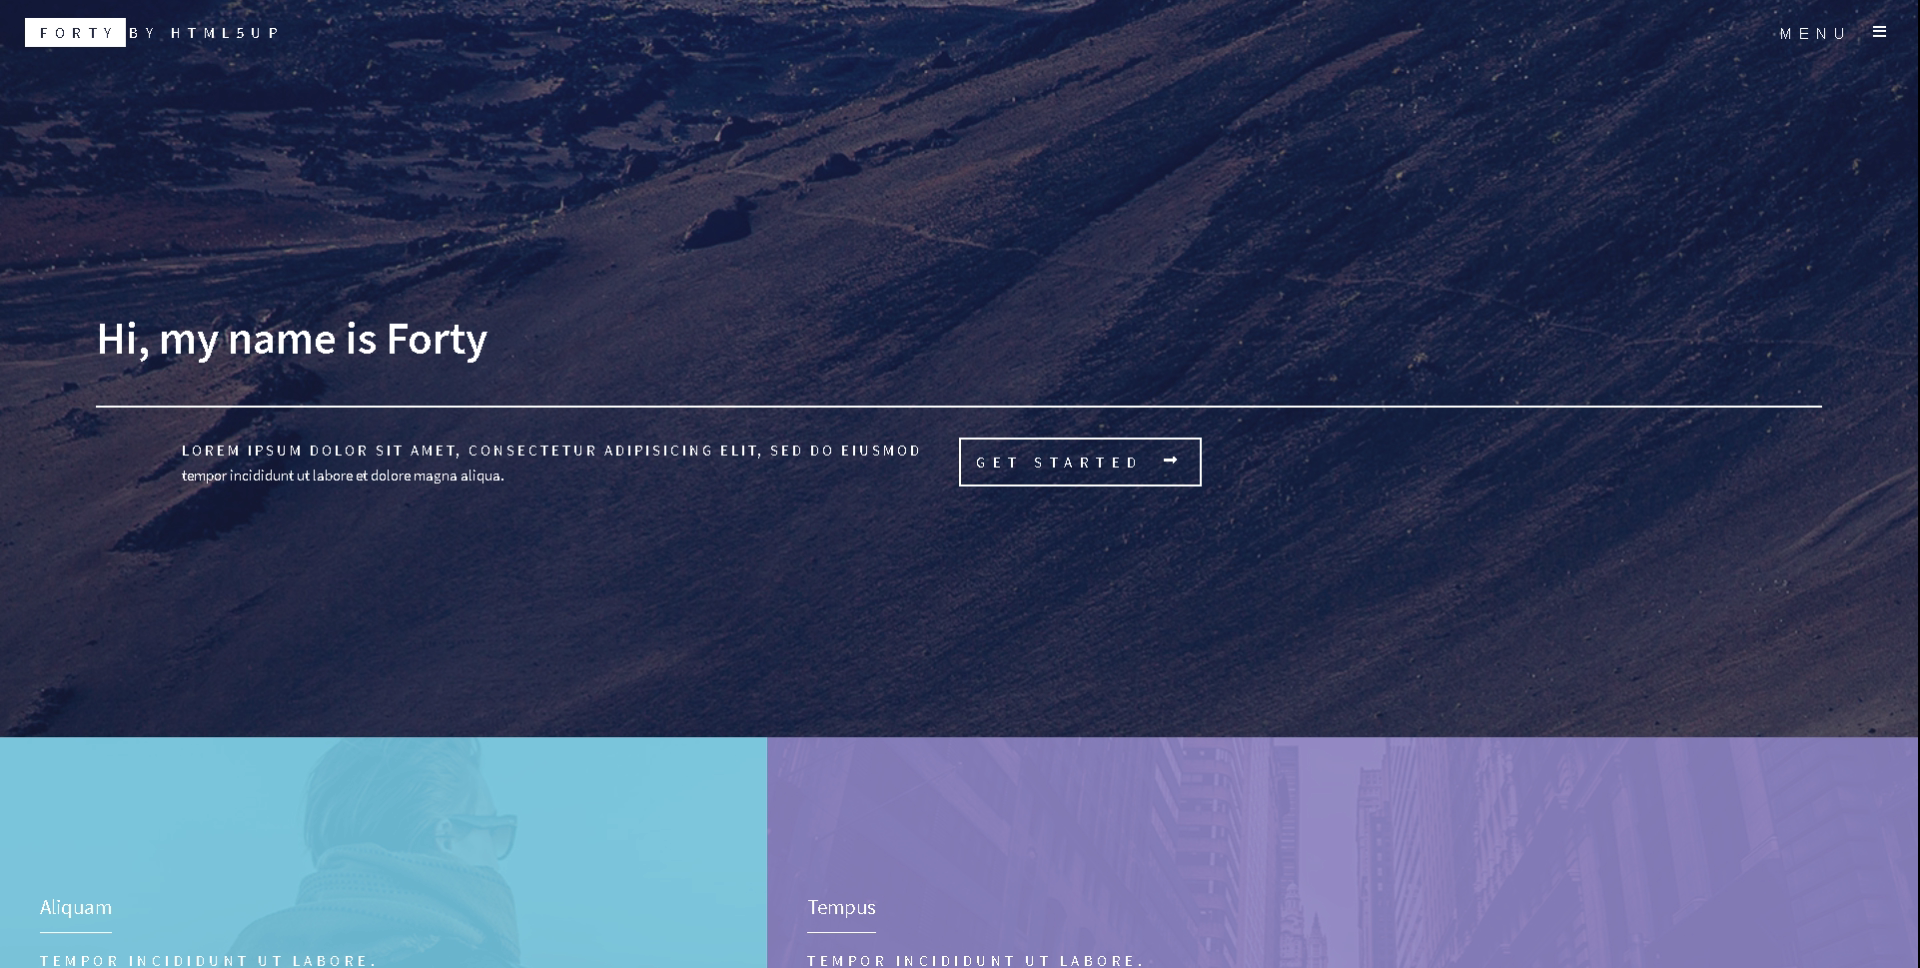 FORTY BY HTML5UP
MENU
Hi, my name is Forty
LOREM IPSUM DOLOR SIT AMET, CONSECTETUR ADIPISICING ELIT, SED DO EIUSMOD
tempor incididunt ut labore et dolore magna aliqua.
GET STARTED
Aliquam
TEMPOR INCIDIDUNT UT LABORE.
Tempus
TEMPOR INCIDIDUNT UT LABORE.